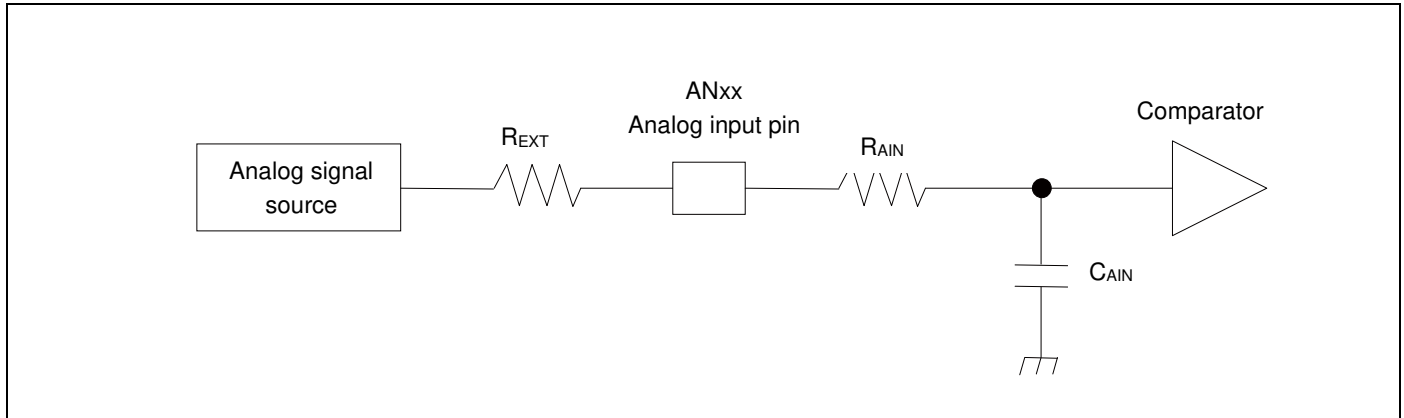 ANxx
Analog input pin
Comparator
REXT
RAIN
Analog signal
source
CAIN